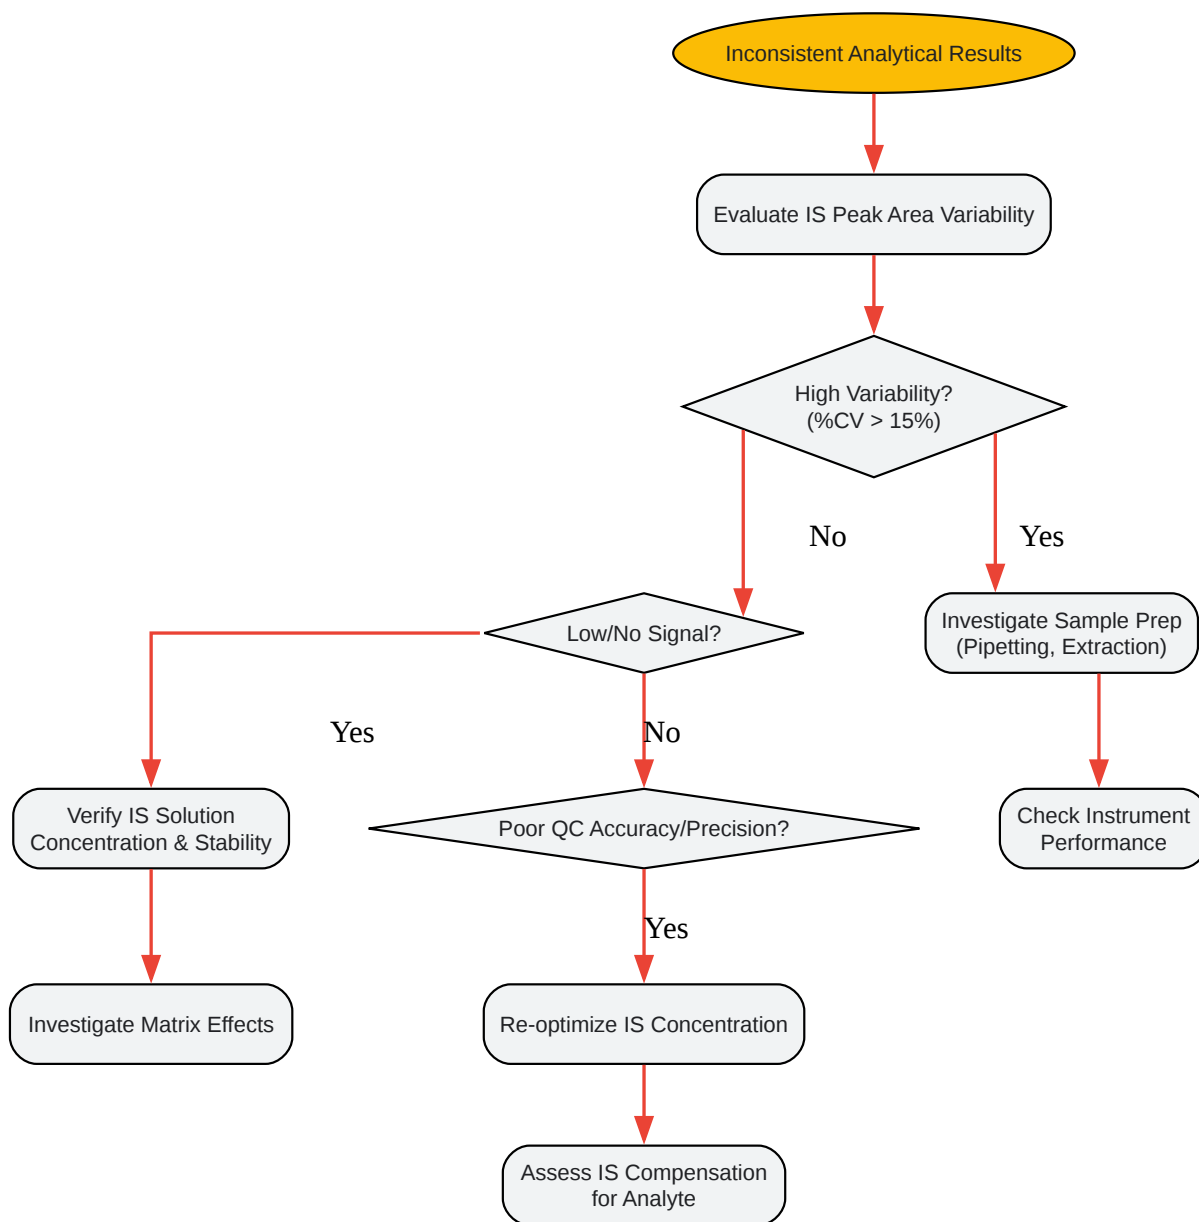 Inconsistent Analytical Results
Evaluate IS Peak Area Variability
High Variability?
(%CV > 15%)
No
Yes
Low/No Signal?
Investigate Sample Prep
(Pipetting, Extraction)
Yes
No
Verify IS Solution
Concentration & Stability
Poor QC Accuracy/Precision?
Check Instrument
Performance
Yes
Investigate Matrix Effects
Re-optimize IS Concentration
Assess IS Compensation
for Analyte